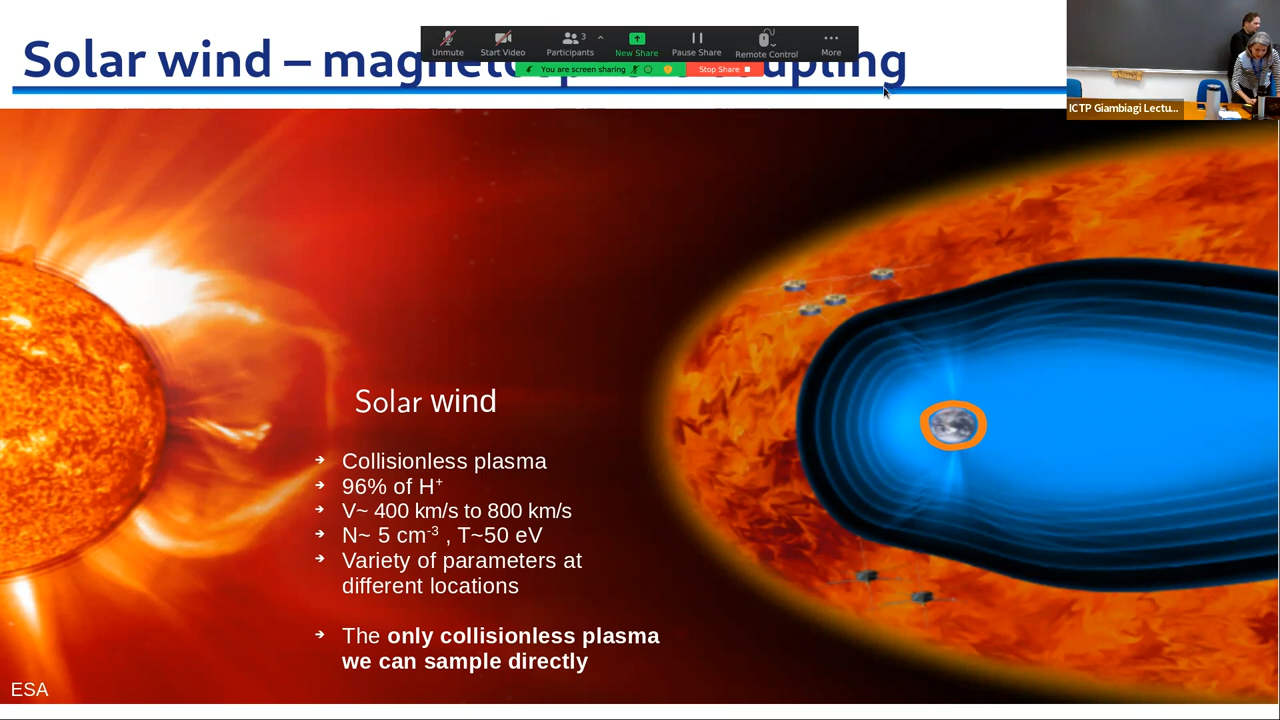 Solar wind – magneto upling
Unmute
Start Video
Participants
3
New Share
Pause Share
Remote Control
More
You are screen sharing
Stop Share
ICTP Giambiagi Lectu...
Solar wind
➔ Collisionless plasma
➔ 96% of H⁺
➔ V~ 400 km/s to 800 km/s
➔ N~ 5 cm⁻³ , T~50 eV
➔ Variety of parameters at
different locations
➔ The only collisionless plasma
we can sample directly
ESA